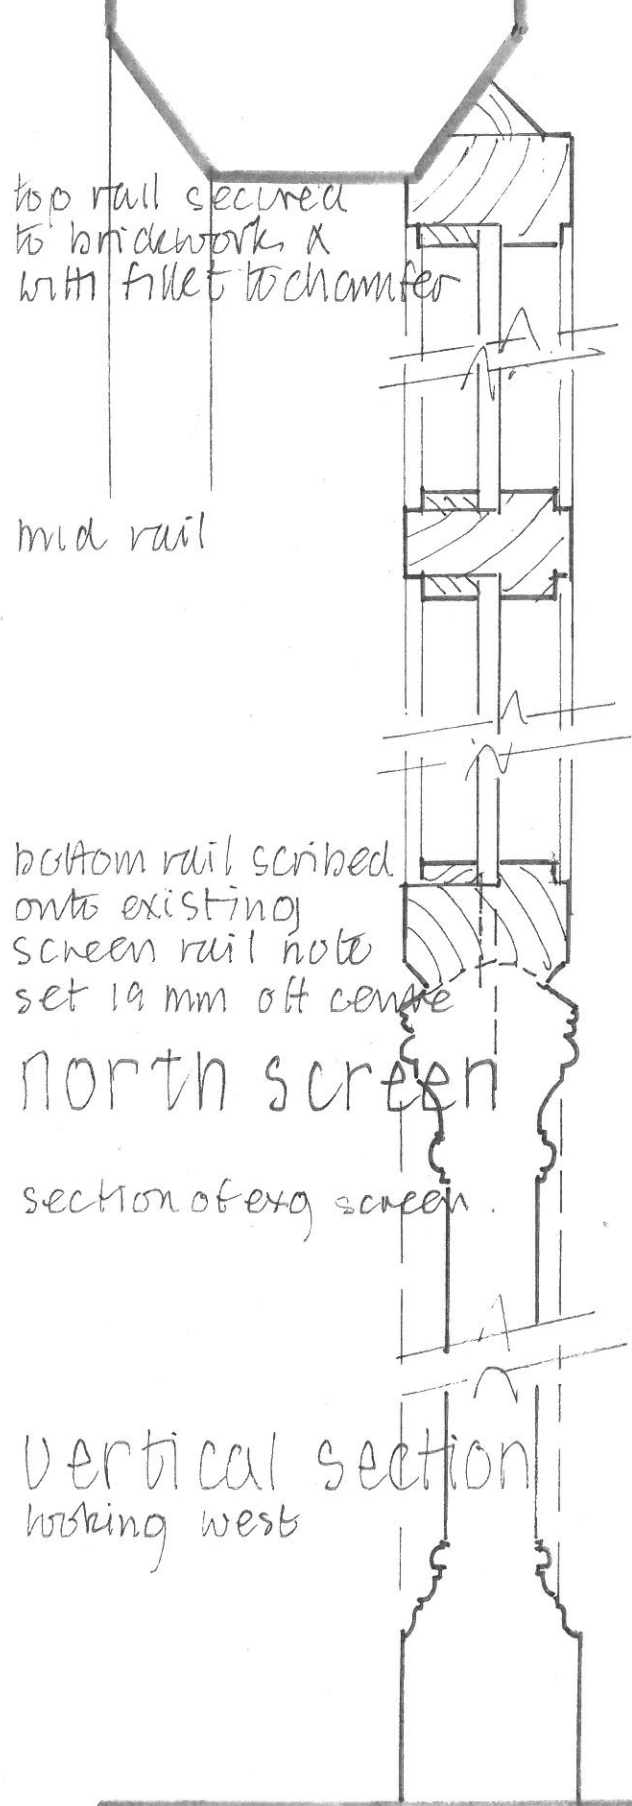 top rail secured
to brickwork &
with fillet to chamfer
mid rail
bottom rail scribed
onto existing
screen rail note
set 19 mm off centre
north screen
section of exg screen.
vertical section
looking west